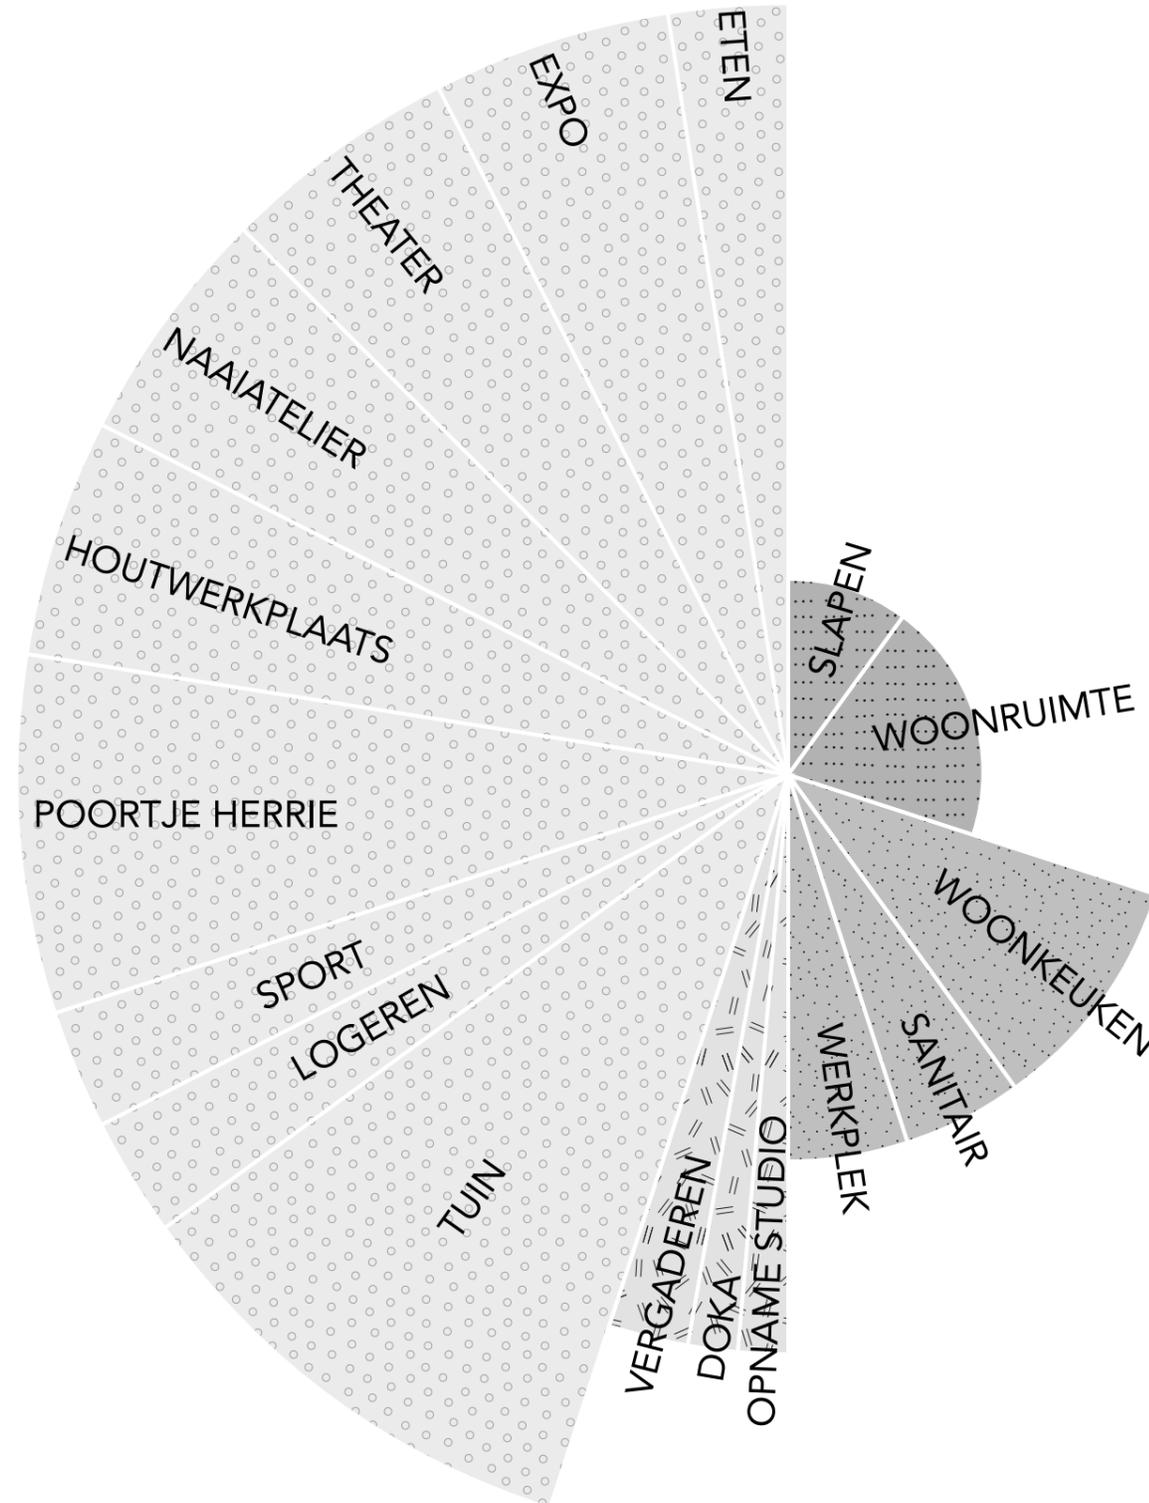 ETEN
EXPO
THEATER
NAAIATELIER
HOUTWERKPLAATS
POORTJE HERRIE
SPORT
LOGEREN
TUIN
VERGADEREN
DOKA
OPNAME STUDIO
WERKPLEK
SANITAIR
WOONKEUKEN
WOONRUIMTE
SLAPEN